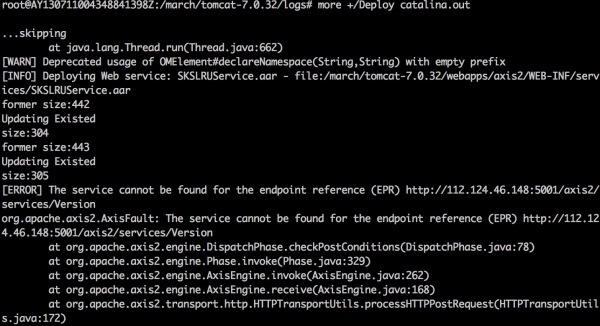 root@AY130711004348841398Z:/march/tomcat-7.0.32/logs# more +/Deploy catalina.out
...skipping
at java.lang.Thread.run(Thread.java:662)
[WARN] Deprecated usage of OMElement#declareNamespace(String,String) with empty prefix
[INFO] Deploying Web service: SKSLRUService.aar - file:/march/tomcat-7.0.32/webapps/axis2/WEB-INF/serv
ices/SKSLRUService.aar
former size:442
Updating Existed
size:304
former size:443
Updating Existed
size:305
[ERROR] The service cannot be found for the endpoint reference (EPR) http://112.124.46.148:5001/axis2/
services/Version
org.apache.axis2.AxisFault: The service cannot be found for the endpoint reference (EPR) http://112.12
4.46.148:5001/axis2/services/Version
at org.apache.axis2.engine.DispatchPhase.checkPostConditions(DispatchPhase.java:78)
at org.apache.axis2.engine.Phase.invoke(Phase.java:329)
at org.apache.axis2.engine.AxisEngine.invoke(AxisEngine.java:262)
at org.apache.axis2.engine.AxisEngine.receive(AxisEngine.java:168)
at org.apache.axis2.transport.http.HTTPTransportUtils.processHTTPPostRequest(HTTPTransportUtil
s.java:172)